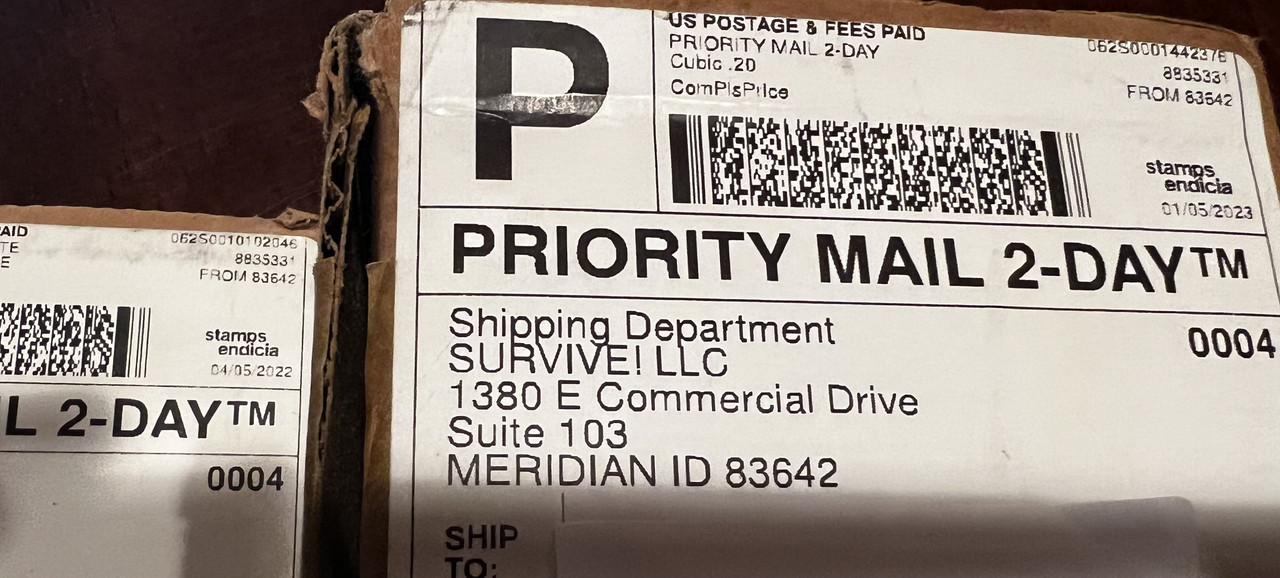 PAID
TE
E
062S0010102046
8835331
FROM 83642
stamps
endicia
04/05/2022
L 2-DAY™
0004
P
US POSTAGE & FEES PAID
PRIORITY MAIL 2-DAY
Cubic .20
ComPlsPrice
062S0001442376
8835331
FROM 83642
stamps
endicia
01/05/2023
PRIORITY MAIL 2-DAY™
Shipping Department
SURVIVE! LLC
1380 E Commercial Drive
Suite 103
MERIDIAN ID 83642
0004
SHIP
TO: